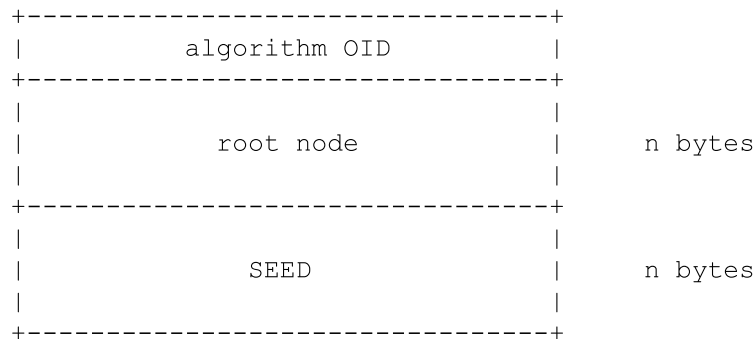 +---------------------------------+
|          algorithm OID          |
+---------------------------------+
|                                 |
|            root node            |     n bytes
|                                 |
+---------------------------------+
|                                 |
|              SEED               |     n bytes
|                                 |
+---------------------------------+